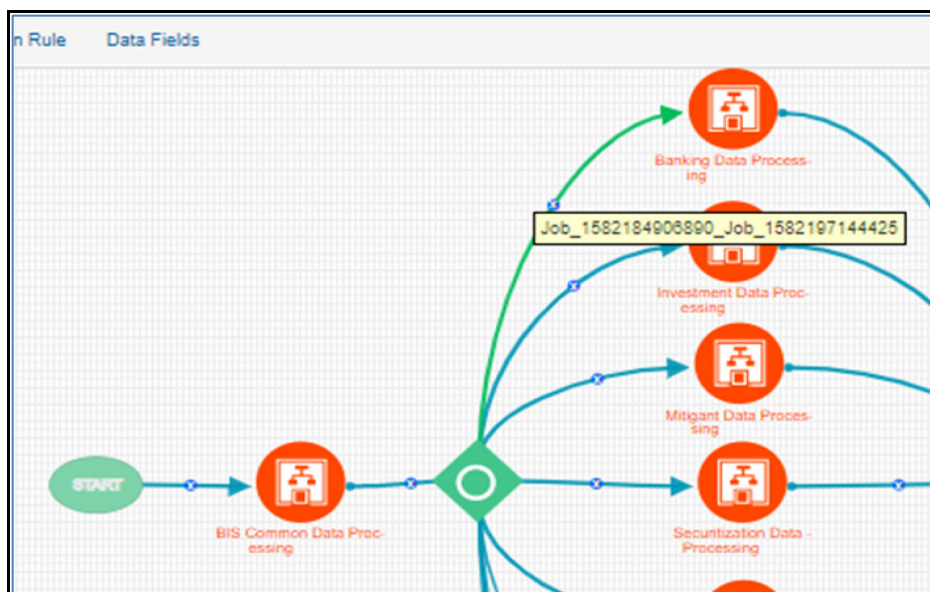 n Rule Data Fields
Banking Data Process-
ing
Job_1582184906890_Job_1582197144425
Investment Data Proc-
essing
Mitigant Data Proces-
sing
START
BIS Common Data Proc-
essing
Securitization Data -
Processing